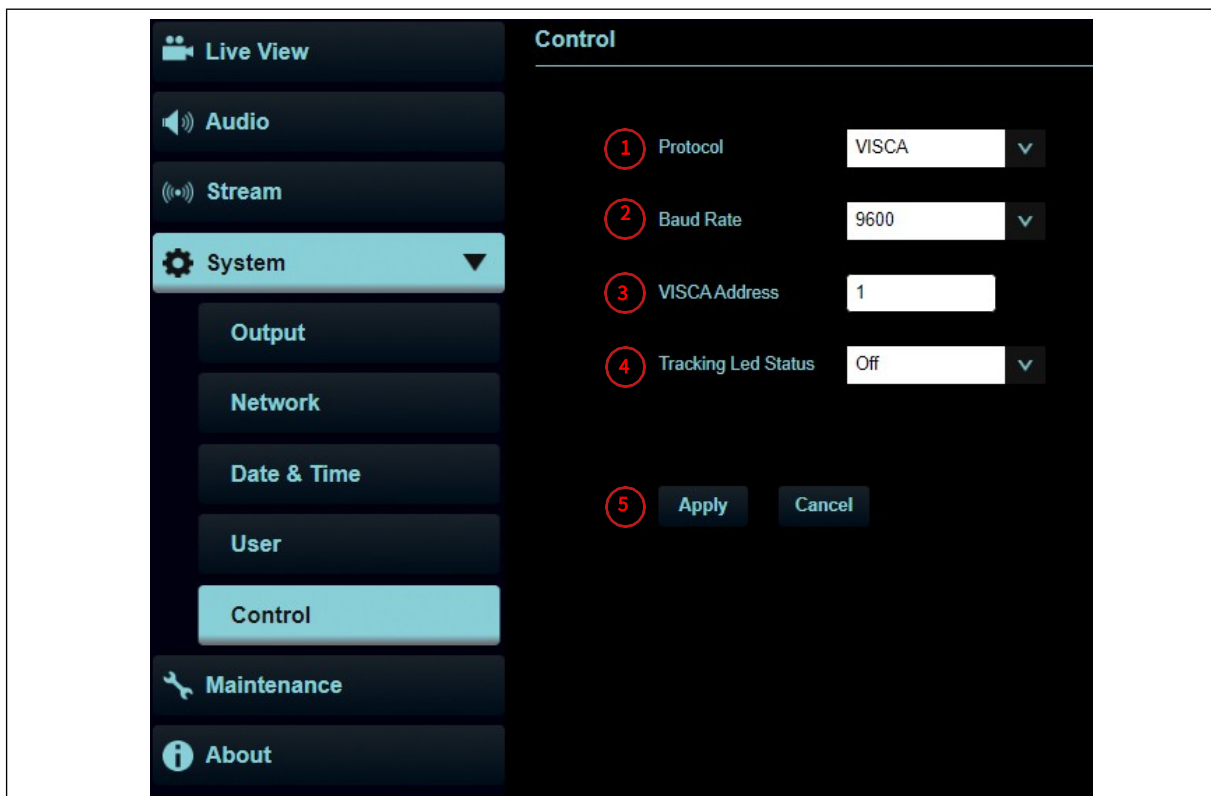 Live View
Audio
Stream
System
Output
Network
Date & Time
User
Control
Maintenance
About
Control
1 Protocol VISCA
2 Baud Rate 9600
3 VISCA Address 1
4 Tracking Led Status Off
5 Apply Cancel